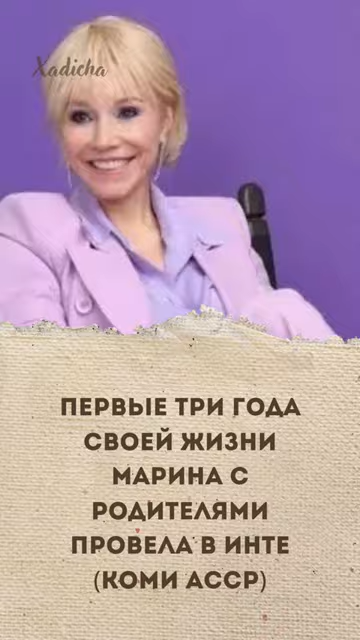 Xadicha
ПЕРВЫЕ ТРИ ГОДА
СВОЕЙ ЖИЗНИ
МАРИНА С
РОДИТЕЛЯМИ
ПРОВЕЛА В ИНТЕ
(КОМИ АССР)